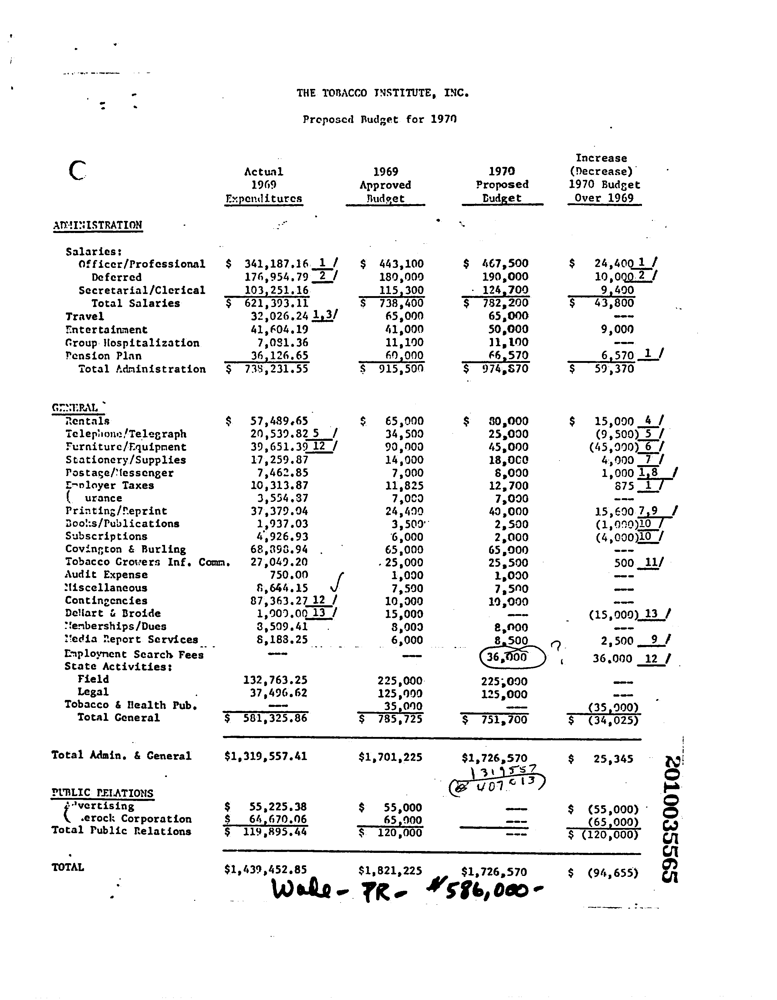 THE TOBACCO INSTITUTE, INC.
Proposed Budget for 1970
C
Actual 1969 Expenditures 1969 Approved Budget 1970 Proposed Budget Increase (Decrease) 1970 Budget Over 1969
ADMINISTRATION
Salaries:
Officer/Professional $ 341,187.16 1/ $ 443,100 $ 467,500 $ 24,400 1/
Deferred 176,954.79 2/ 180,000 190,000 10,000 2/
Secretarial/Clerical 103,251.16 115,300 124,700 9,400
Total Salaries $ 621,393.11 $ 738,400 $ 782,200 $ 43,800
Travel 32,026.24 1,3/ 65,000 65,000 ---
Entertainment 41,604.19 41,000 50,000 9,000
Group Hospitalization 7,081.36 11,100 11,100 ---
Pension Plan 36,126.65 60,000 66,570 6,570 1/
Total Administration $ 738,231.55 $ 915,500 $ 974,870 $ 59,370
GENERAL
Rentals $ 57,489.65 $ 65,000 $ 80,000 $ 15,000 4/
Telephone/Telegraph 20,539.82 5/ 34,500 25,000 (9,500) 5/
Furniture/Equipment 39,651.39 12/ 90,000 45,000 (45,000) 6/
Stationery/Supplies 17,259.87 14,000 18,000 4,000 7/
Postage/Messenger 7,462.85 7,000 8,000 1,000 1,8/
Employer Taxes 10,313.87 11,825 12,700 875 1/
( urance 3,554.87 7,000 7,000 ---
Printing/Reprint 37,379.04 24,400 40,000 15,600 7,9/
Books/Publications 1,937.03 3,500 2,500 (1,000)10/
Subscriptions 4,926.93 6,000 2,000 (4,000)10/
Covington & Burling 68,898.94 65,000 65,000 ---
Tobacco Growers Inf. Comm. 27,049.20 25,000 25,500 500 11/
Audit Expense 750.00 1,000 1,000 ---
Miscellaneous 8,644.15 ✓ 7,500 7,500 ---
Contingencies 87,363.27 12/ 10,000 10,000 ---
DeHart & Broide 1,000.00 13/ 15,000 --- (15,000) 13/
Memberships/Dues 8,509.41 8,000 8,000 ---
Media Report Services 8,188.25 6,000 8,500 2,500 9/
Employment Search Fees --- --- 36,000 ? 36,000 12/
State Activities:
Field 132,763.25 225,000 225,000 ---
Legal 37,496.62 125,000 125,000 ---
Tobacco & Health Pub. --- 35,000 --- (35,000)
Total General $ 581,325.86 $ 785,725 $ 751,700 $ (34,025)
Total Admin. & General $1,319,557.41 $1,701,225 $1,726,570 $ 25,345
1319557
407013)
PUBLIC RELATIONS
vertising $ 55,225.38 $ 55,000 --- $ (55,000)
( .erock Corporation $ 64,670.06 65,000 --- (65,000)
Total Public Relations $ 119,895.44 $ 120,000 --- $ (120,000)
TOTAL $1,439,452.85 $1,821,225 $1,726,570 $ (94,655)
PR - $586,000-
2010035565